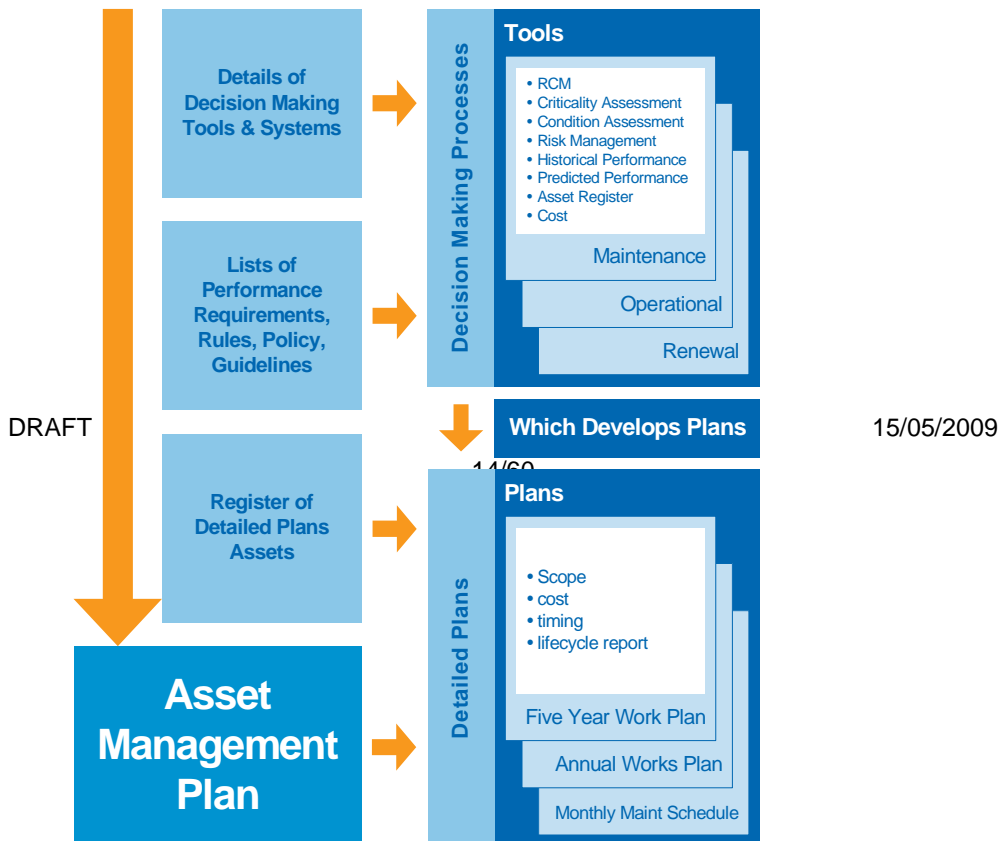 Details of
Decision Making
Tools & Systems
Lists of
Performance
Requirements,
Rules, Policy,
Guidelines
Register of
Detailed Plans
Assets
Asset
Management
Plan
Decision Making Processes
Tools
• RCM
• Criticality Assessment
• Condition Assessment
• Risk Management
• Historical Performance
• Predicted Performance
• Asset Register
• Cost
Maintenance
Operational
Renewal
DRAFT
Which Develops Plans
15/05/2009
14/60
Detailed Plans
Plans
• Scope
• cost
• timing
• lifecycle report
Five Year Work Plan
Annual Works Plan
Monthly Maint Schedule